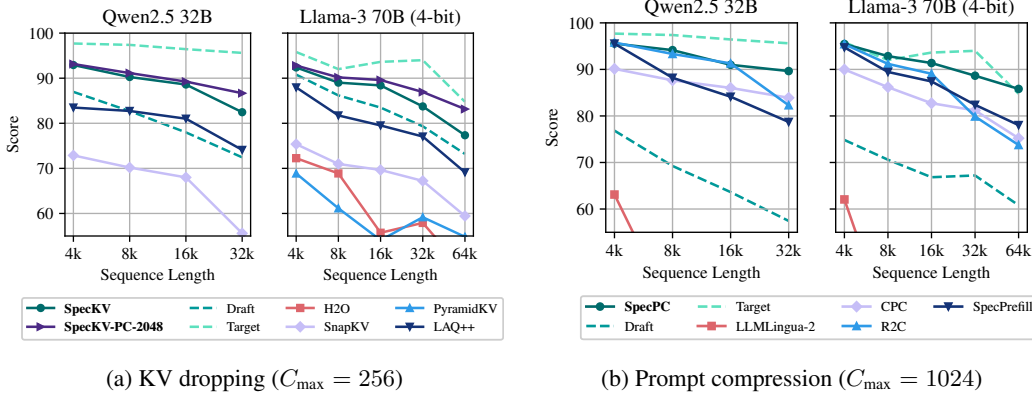 Qwen2.5 32B
Llama-3 70B (4-bit)
Score
100
90
80
70
60
4k 8k 16k 32k
4k 8k 16k 32k 64k
Sequence Length
Sequence Length
SpecKV Draft H2O PyramidKV
SpecKV-PC-2048 Target SnapKV LAQ++
(a) KV dropping (Cmax = 256)
Qwen2.5 32B
Llama-3 70B (4-bit)
Score
100
90
80
70
60
4k 8k 16k 32k
4k 8k 16k 32k 64k
Sequence Length
Sequence Length
SpecPC Target CPC SpecPrefill
Draft LLMLingua-2 R2C
(b) Prompt compression (Cmax = 1024)